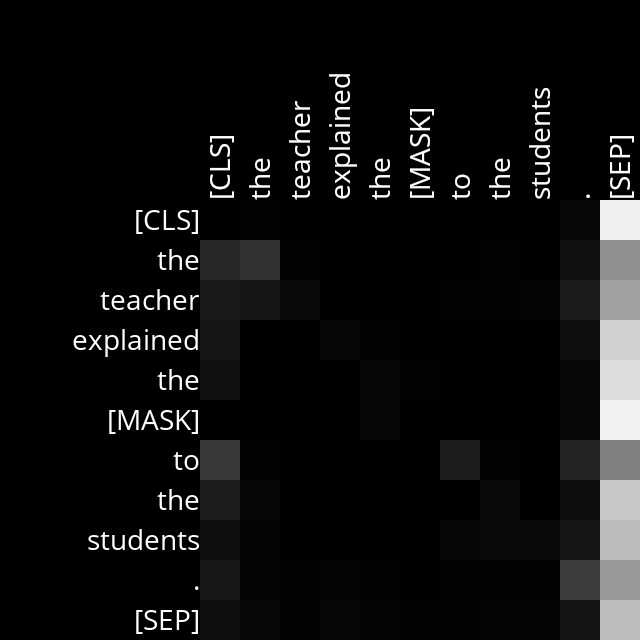 [CLS] the teacher explained the [MASK] to the students . [SEP]
[CLS]
the
teacher
explained
the
[MASK]
to
the
students
.
[SEP]